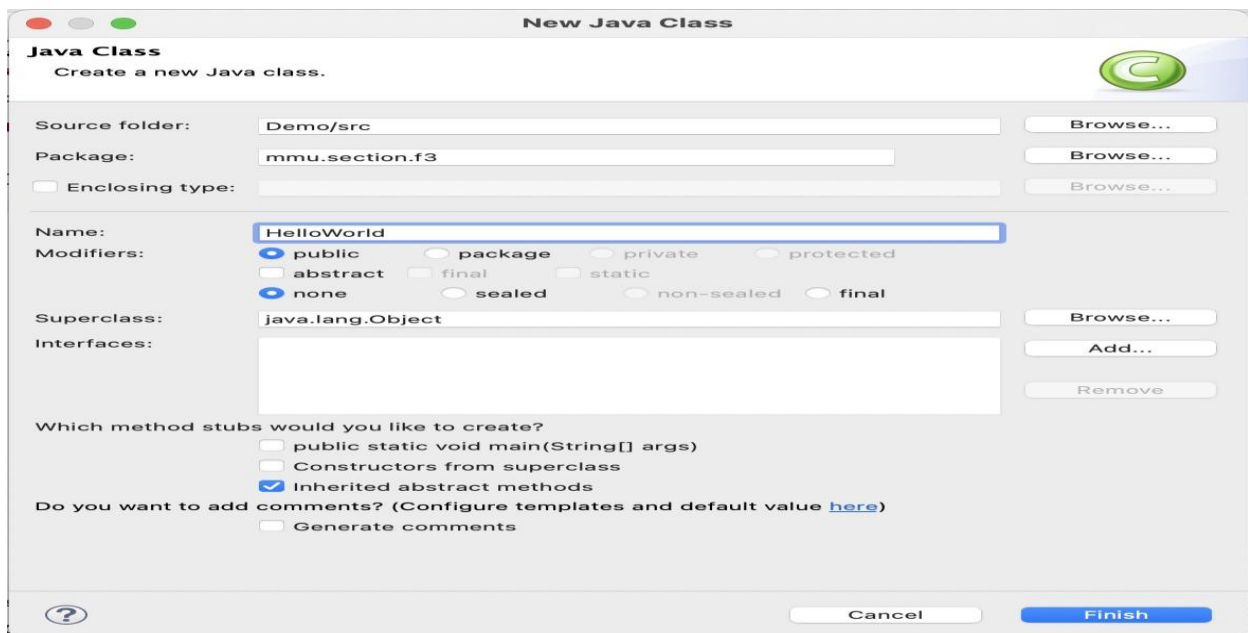 New Java Class
Java Class
Create a new Java class.
C
Source folder: Demo/src Browse...
Package: mmu.section.f3 Browse...
Enclosing type: Browse...
Name: HelloWorld
Modifiers: public package private protected
abstract final static
none sealed non-sealed final
Superclass: java.lang.Object Browse...
Interfaces: Add...
Remove
Which method stubs would you like to create?
public static void main(String[] args)
Constructors from superclass
Inherited abstract methods
Do you want to add comments? (Configure templates and default value here)
Generate comments
? Cancel Finish